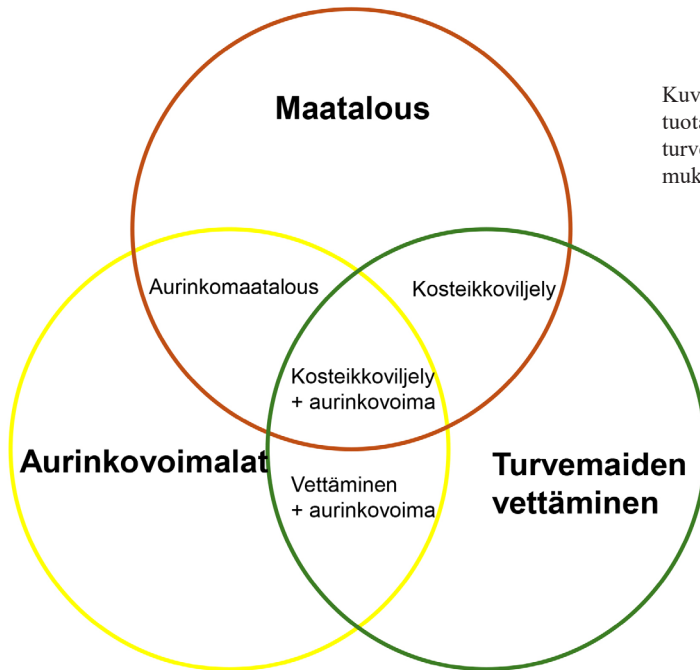 Maatalous
Aurinkomaatalous
Kosteikkoviljely
Kosteikkoviljely
+ aurinkovoima
Aurinkovoimalat
Turvemaiden
vettäminen
Vettäminen
+ aurinkovoima